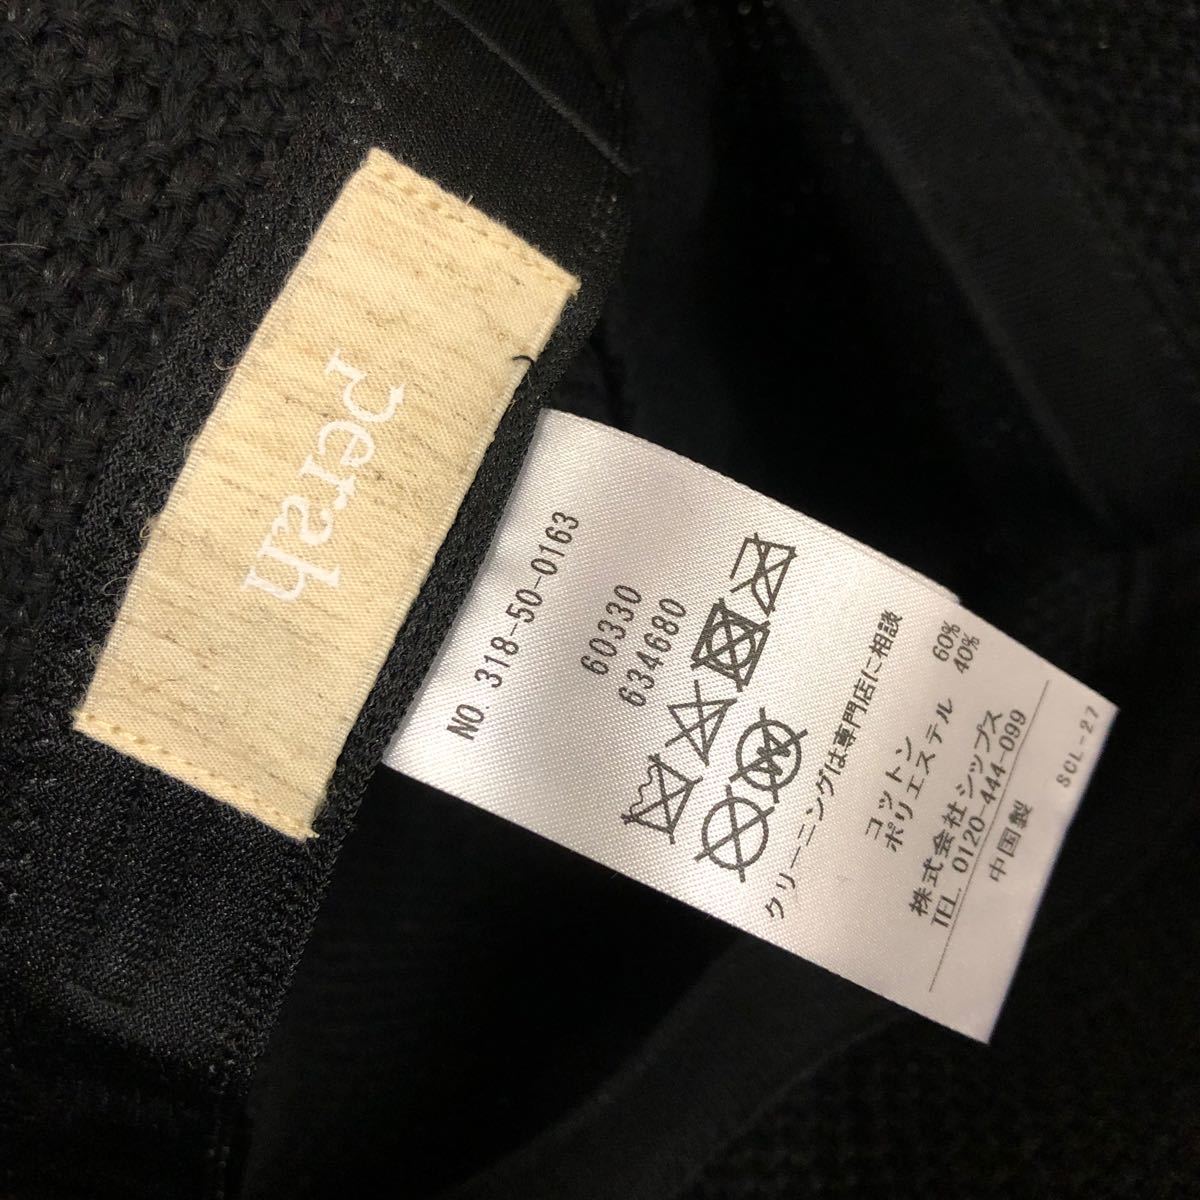 Persh
NO 318-50-0163
60330
634680
クリーニングは専門店に相談
コットン 60%
ポリエステル 40%
株式会社シップス
TEL. 0120-444-099
中国製
SCL-27